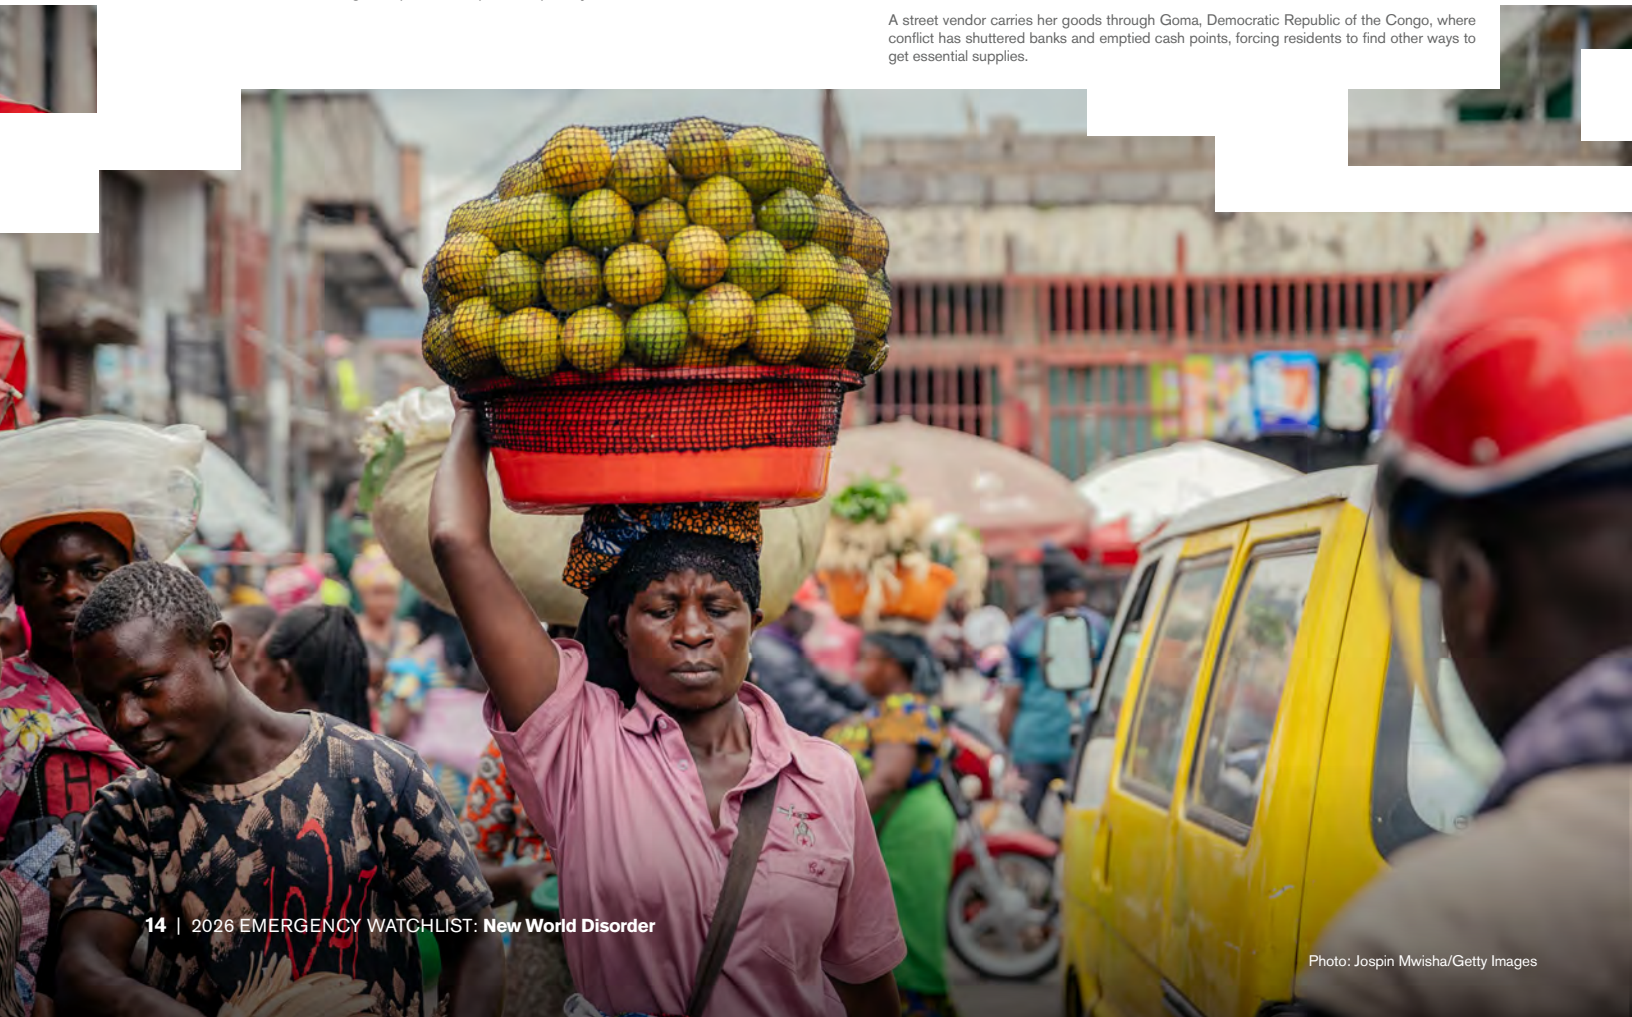 A street vendor carries her goods through Goma, Democratic Republic of the Congo, where
conflict has shuttered banks and emptied cash points, forcing residents to find other ways to
get essential supplies.
14 | 2026 EMERGENCY WATCHLIST: New World Disorder
Photo: Jospin Mwisha/Getty Images